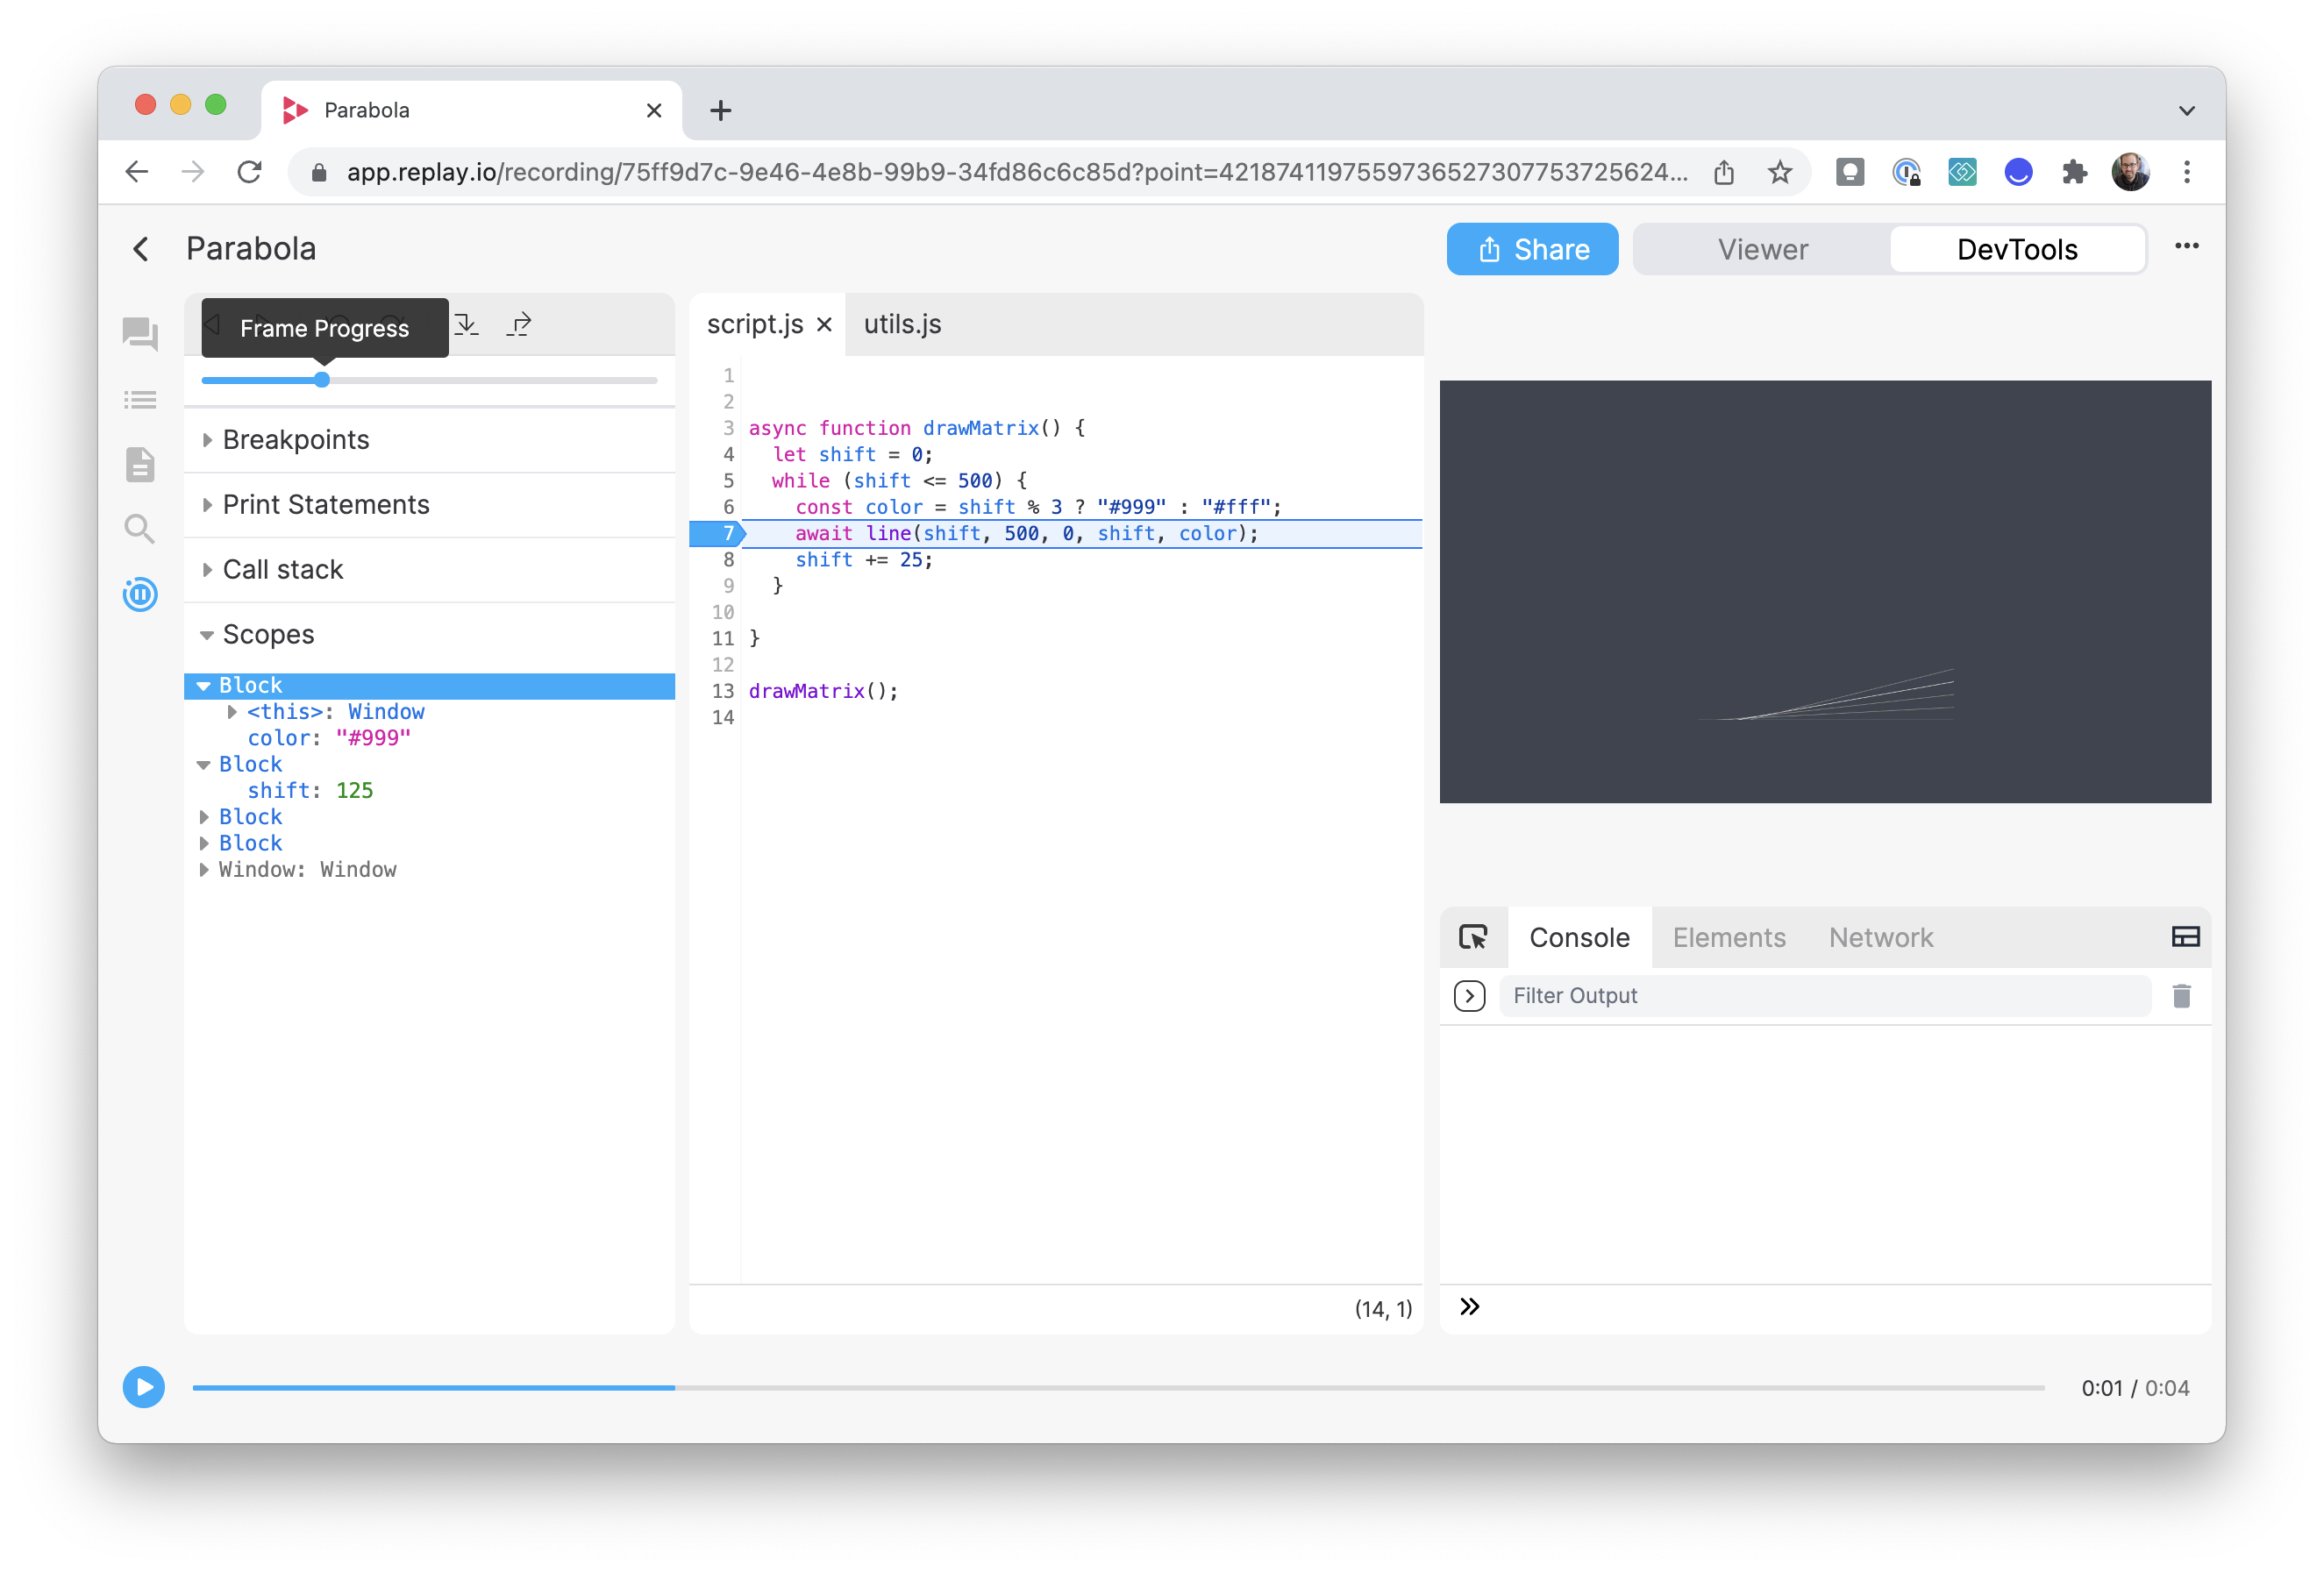 Parabola
app.replay.io/recording/75ff9d7c-9e46-4e8b-99b9-34fd86c6c85d?point=42187411975597365273077537256​24...
Parabola
Share
Viewer
DevTools
Frame Progress
Breakpoints
Print Statements
Call stack
Scopes
Block
<this>: Window
color: "#999"
Block
shift: 125
Block
Block
Window: Window
script.js
utils.js
1
2
3 async function drawMatrix() {
4 let shift = 0;
5 while (shift <= 500) {
6 const color = shift % 3 ? "#999" : "#fff";
7 await line(shift, 500, 0, shift, color);
8 shift += 25;
9 }
10
11 }
12
13 drawMatrix();
14
(14, 1)
Console
Elements
Network
Filter Output
0:01 / 0:04